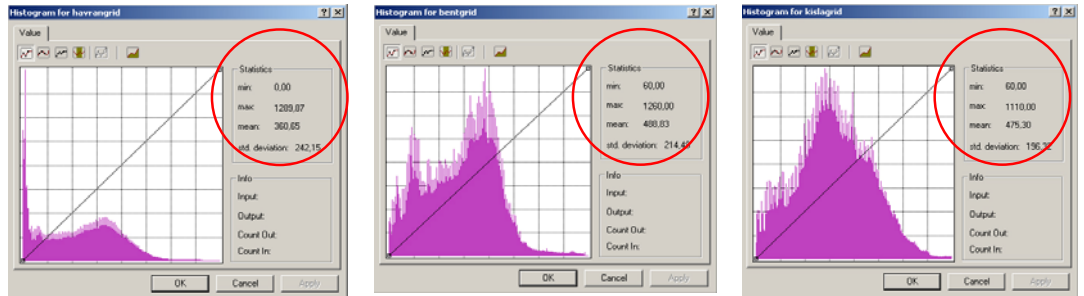 Histogram for havrangrid
Value
Statistics
min: 0,00
max:
mean: 360,65
std. deviation: 242,15
Info
Input:
Output:
Count Out:
Count In:
OK Cancel Apply
Histogram for bentgrid
Value
Statistics
min: 60,00
max: 1260,00
mean: 488,83
std. deviation:
Info
Input:
Output:
Count Out:
Count In:
OK Cancel Apply
Histogram for kislagrid
Value
Statistics
min: 60,00
max: 1110,00
mean: 475,30
std. deviation:
Info
Input:
Output:
Count Out:
Count In:
OK Cancel Apply